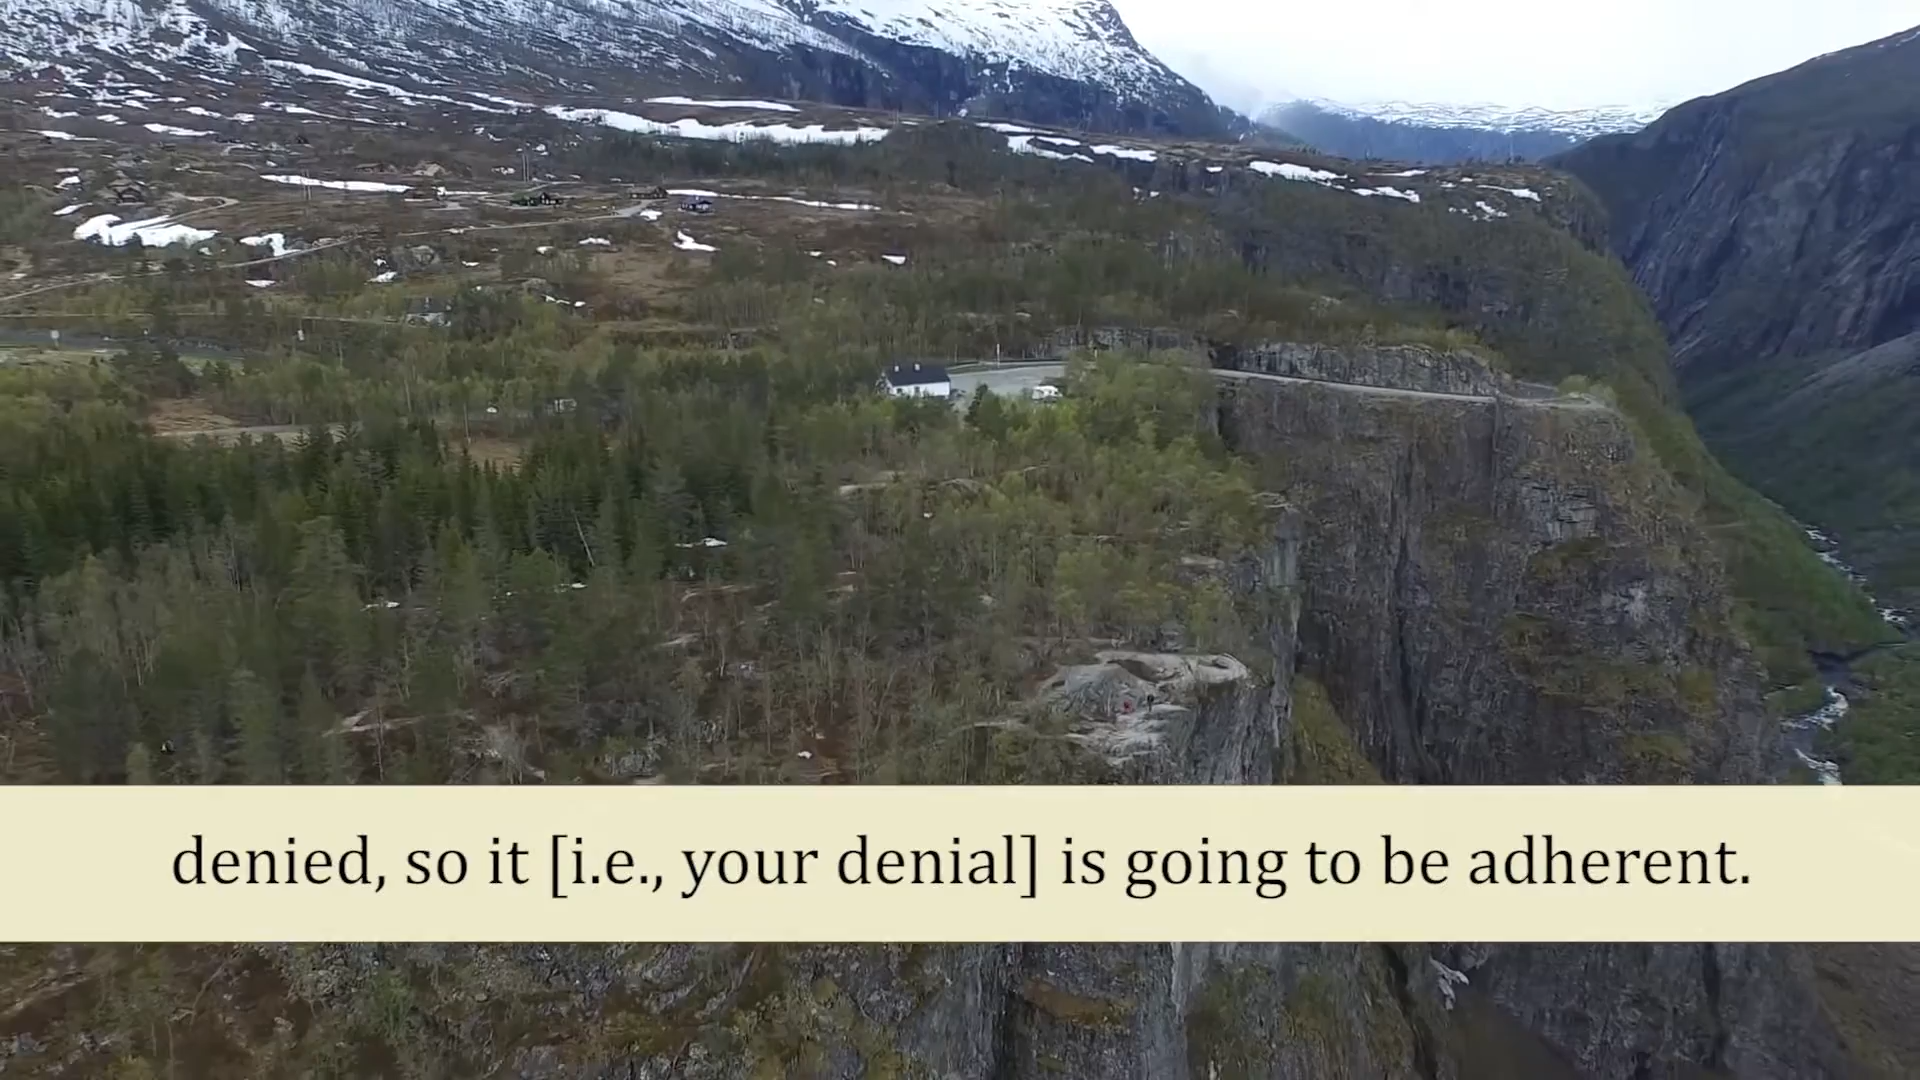 denied, so it [i.e., your denial] is going to be adherent.